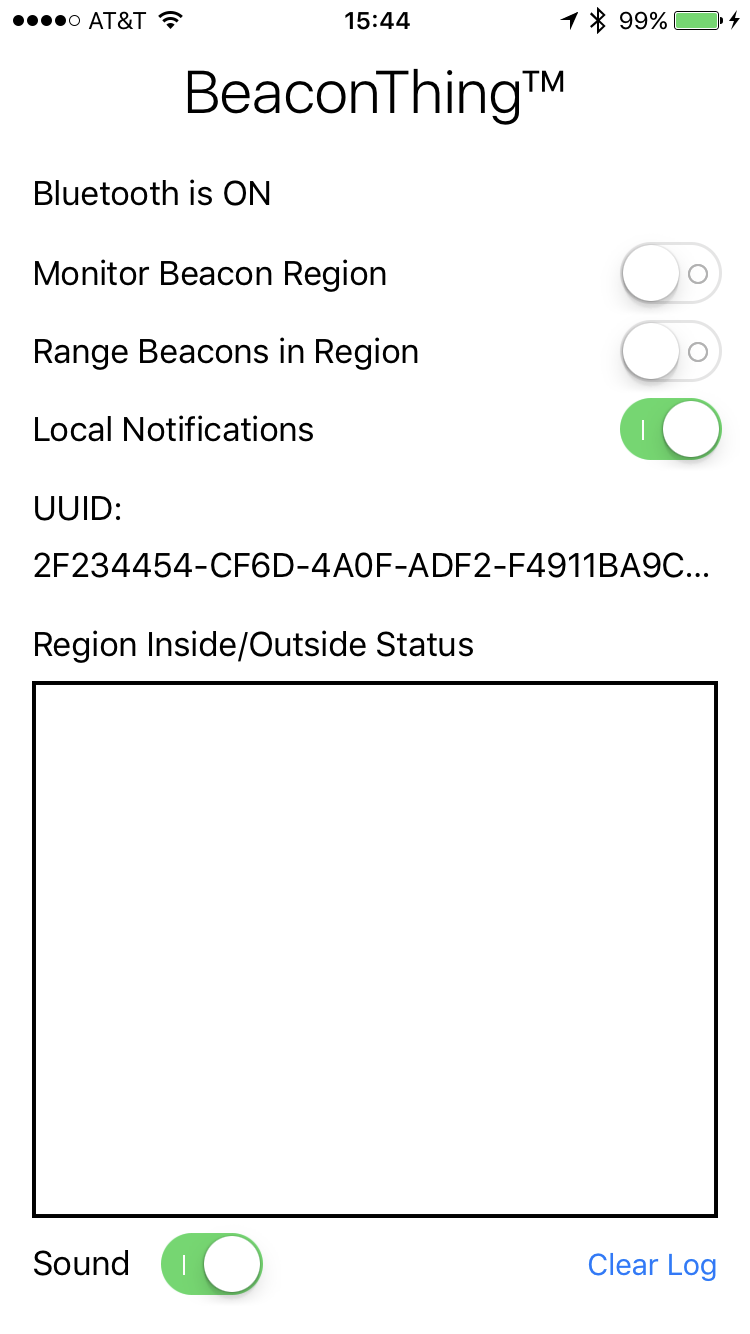 AT&T 15:44 99%
BeaconThing™
Bluetooth is ON
Monitor Beacon Region
Range Beacons in Region
Local Notifications
UUID:
2F234454-CF6D-4A0F-ADF2-F4911BA9C...
Region Inside/Outside Status
Sound Clear Log